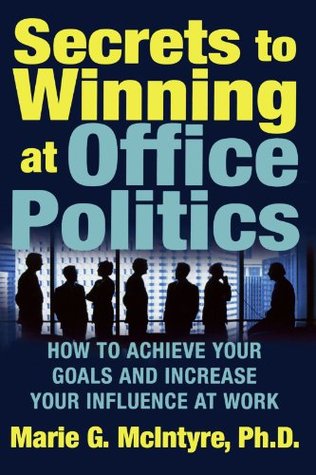 Secrets to
Winning
at Office
Politics
HOW TO ACHIEVE YOUR
GOALS AND INCREASE
YOUR INFLUENCE AT WORK
Marie G. McIntyre, Ph.D.